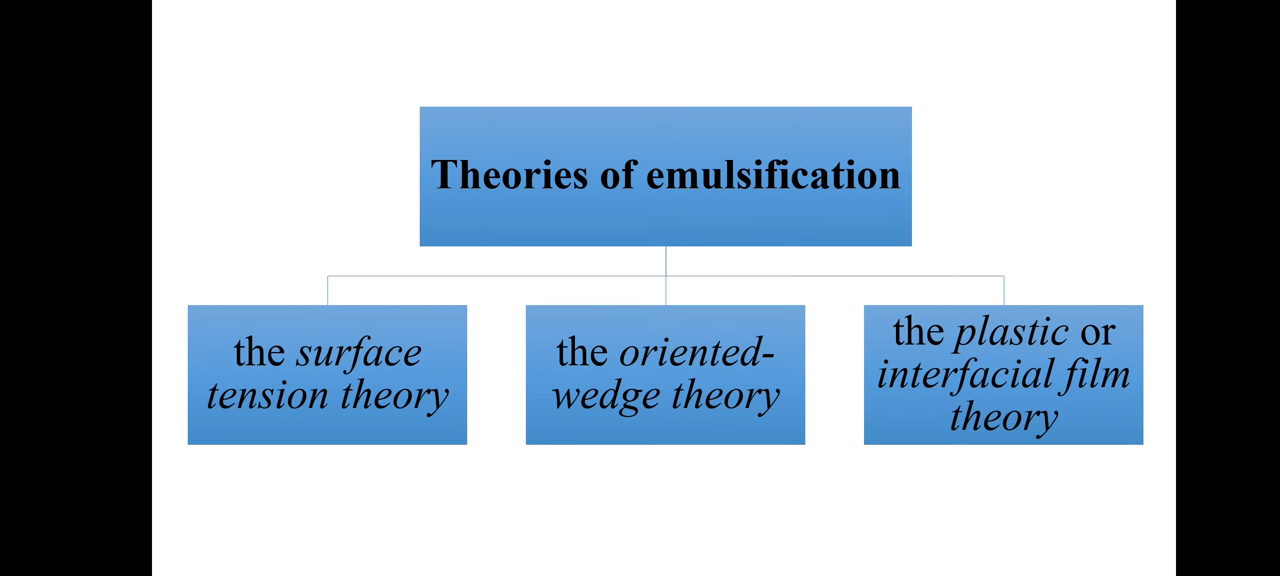 Theories of emulsification
the surface
tension theory
the oriented-
wedge theory
the plastic or
interfacial film
theory